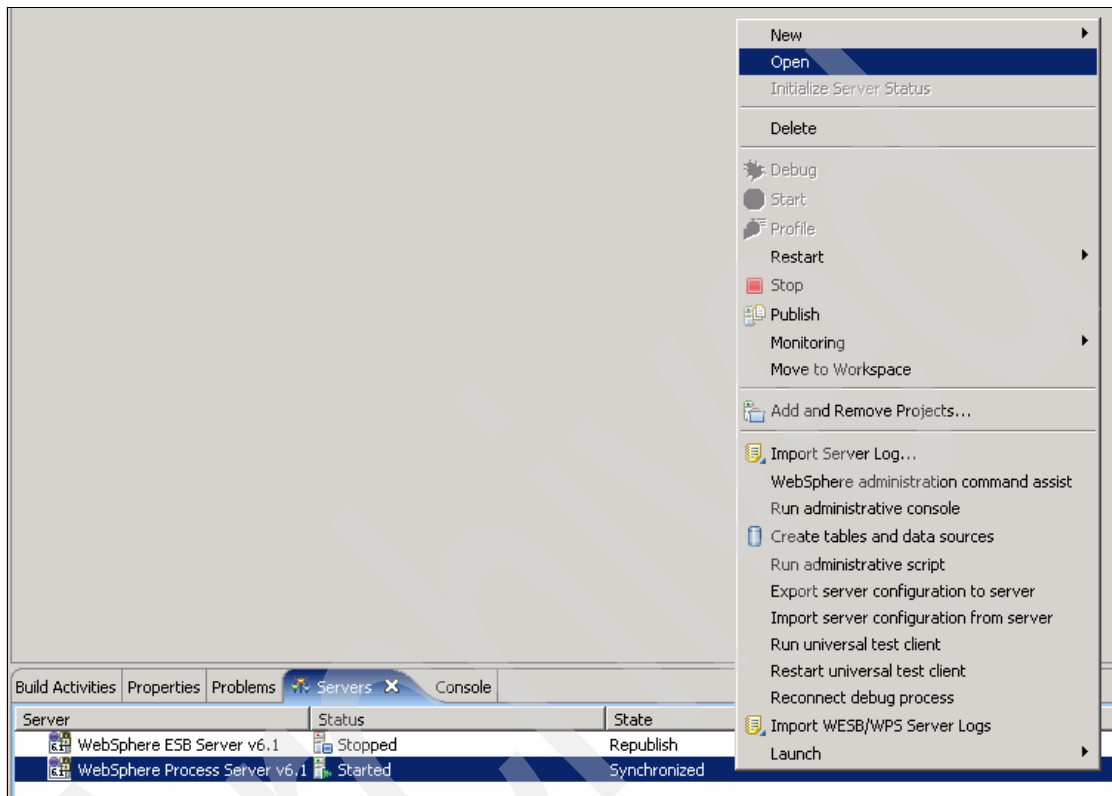 New
Open
Initialize Server Status
Delete
Debug
Start
Profile
Restart
Stop
Publish
Monitoring
Move to Workspace
Add and Remove Projects...
Import Server Log...
WebSphere administration command assist
Run administrative console
Create tables and data sources
Run administrative script
Export server configuration to server
Import server configuration from server
Run universal test client
Restart universal test client
Reconnect debug process
Import WESB/WPS Server Logs
Launch
Build Activities Properties Problems Servers Console
Server Status State
WebSphere ESB Server v6.1 Stopped Republish
WebSphere Process Server v6.1 Started Synchronized